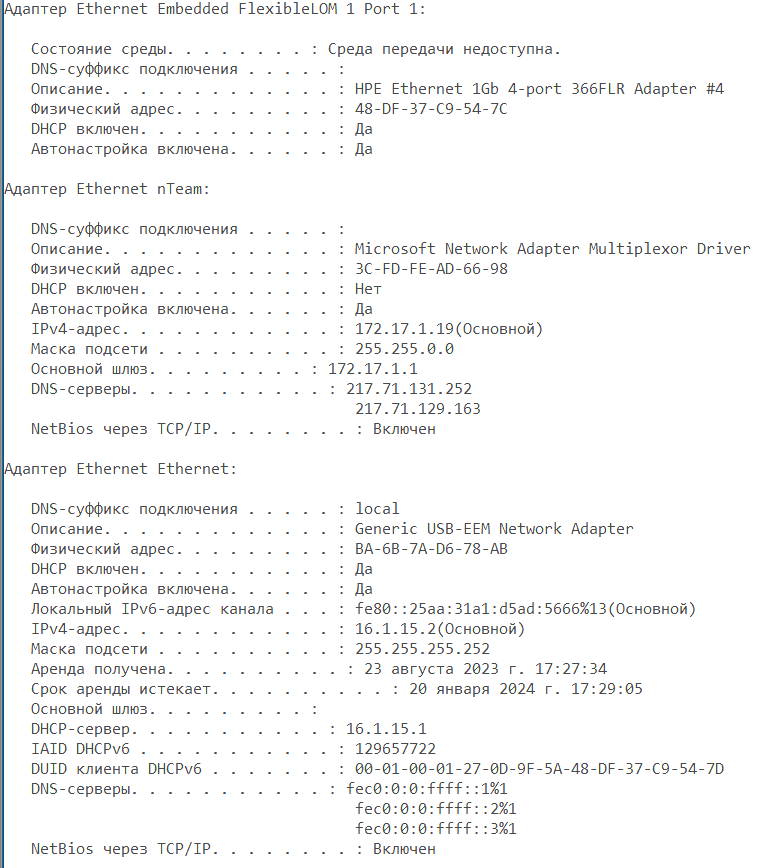 Адаптер Ethernet Embedded FlexibleLOM 1 Port 1:
Состояние среды. . . . . . . . : Среда передачи недоступна.
DNS-суффикс подключения . . . . . :
Описание. . . . . . . . . . . . . : HPE Ethernet 1Gb 4-port 366FLR Adapter #4
Физический адрес. . . . . . . . . : 48-DF-37-C9-54-7C
DHCP включен. . . . . . . . . . . : Да
Автонастройка включена. . . . . . : Да
Адаптер Ethernet nTeam:
DNS-суффикс подключения . . . . . :
Описание. . . . . . . . . . . . . : Microsoft Network Adapter Multiplexor Driver
Физический адрес. . . . . . . . . : 3C-FD-FE-AD-66-98
DHCP включен. . . . . . . . . . . : Нет
Автонастройка включена. . . . . . : Да
IPv4-адрес. . . . . . . . . . . . : 172.17.1.19(Основной)
Маска подсети . . . . . . . . . . : 255.255.0.0
Основной шлюз. . . . . . . . . : 172.17.1.1
DNS-серверы. . . . . . . . . . . : 217.71.131.252
217.71.129.163
NetBios через TCP/IP. . . . . . . . : Включен
Адаптер Ethernet Ethernet:
DNS-суффикс подключения . . . . . : local
Описание. . . . . . . . . . . . . : Generic USB-EEM Network Adapter
Физический адрес. . . . . . . . . : BA-6B-7A-D6-78-AB
DHCP включен. . . . . . . . . . . : Да
Автонастройка включена. . . . . . : Да
Локальный IPv6-адрес канала . . . : fe80::25aa:31a1:d5ad:5666%13(Основной)
IPv4-адрес. . . . . . . . . . . . : 16.1.15.2(Основной)
Маска подсети . . . . . . . . . . : 255.255.255.252
Аренда получена. . . . . . . . . . : 23 августа 2023 г. 17:27:34
Срок аренды истекает. . . . . . . . . . : 20 января 2024 г. 17:29:05
Основной шлюз. . . . . . . . . :
DHCP-сервер. . . . . . . . . . . : 16.1.15.1
IAID DHCPv6 . . . . . . . . . . . : 129657722
DUID клиента DHCPv6 . . . . . . . : 00-01-00-01-27-0D-9F-5A-48-DF-37-C9-54-7D
DNS-серверы. . . . . . . . . . . : fec0:0:0:ffff::1%1
fec0:0:0:ffff::2%1
fec0:0:0:ffff::3%1
NetBios через TCP/IP. . . . . . . . : Включен